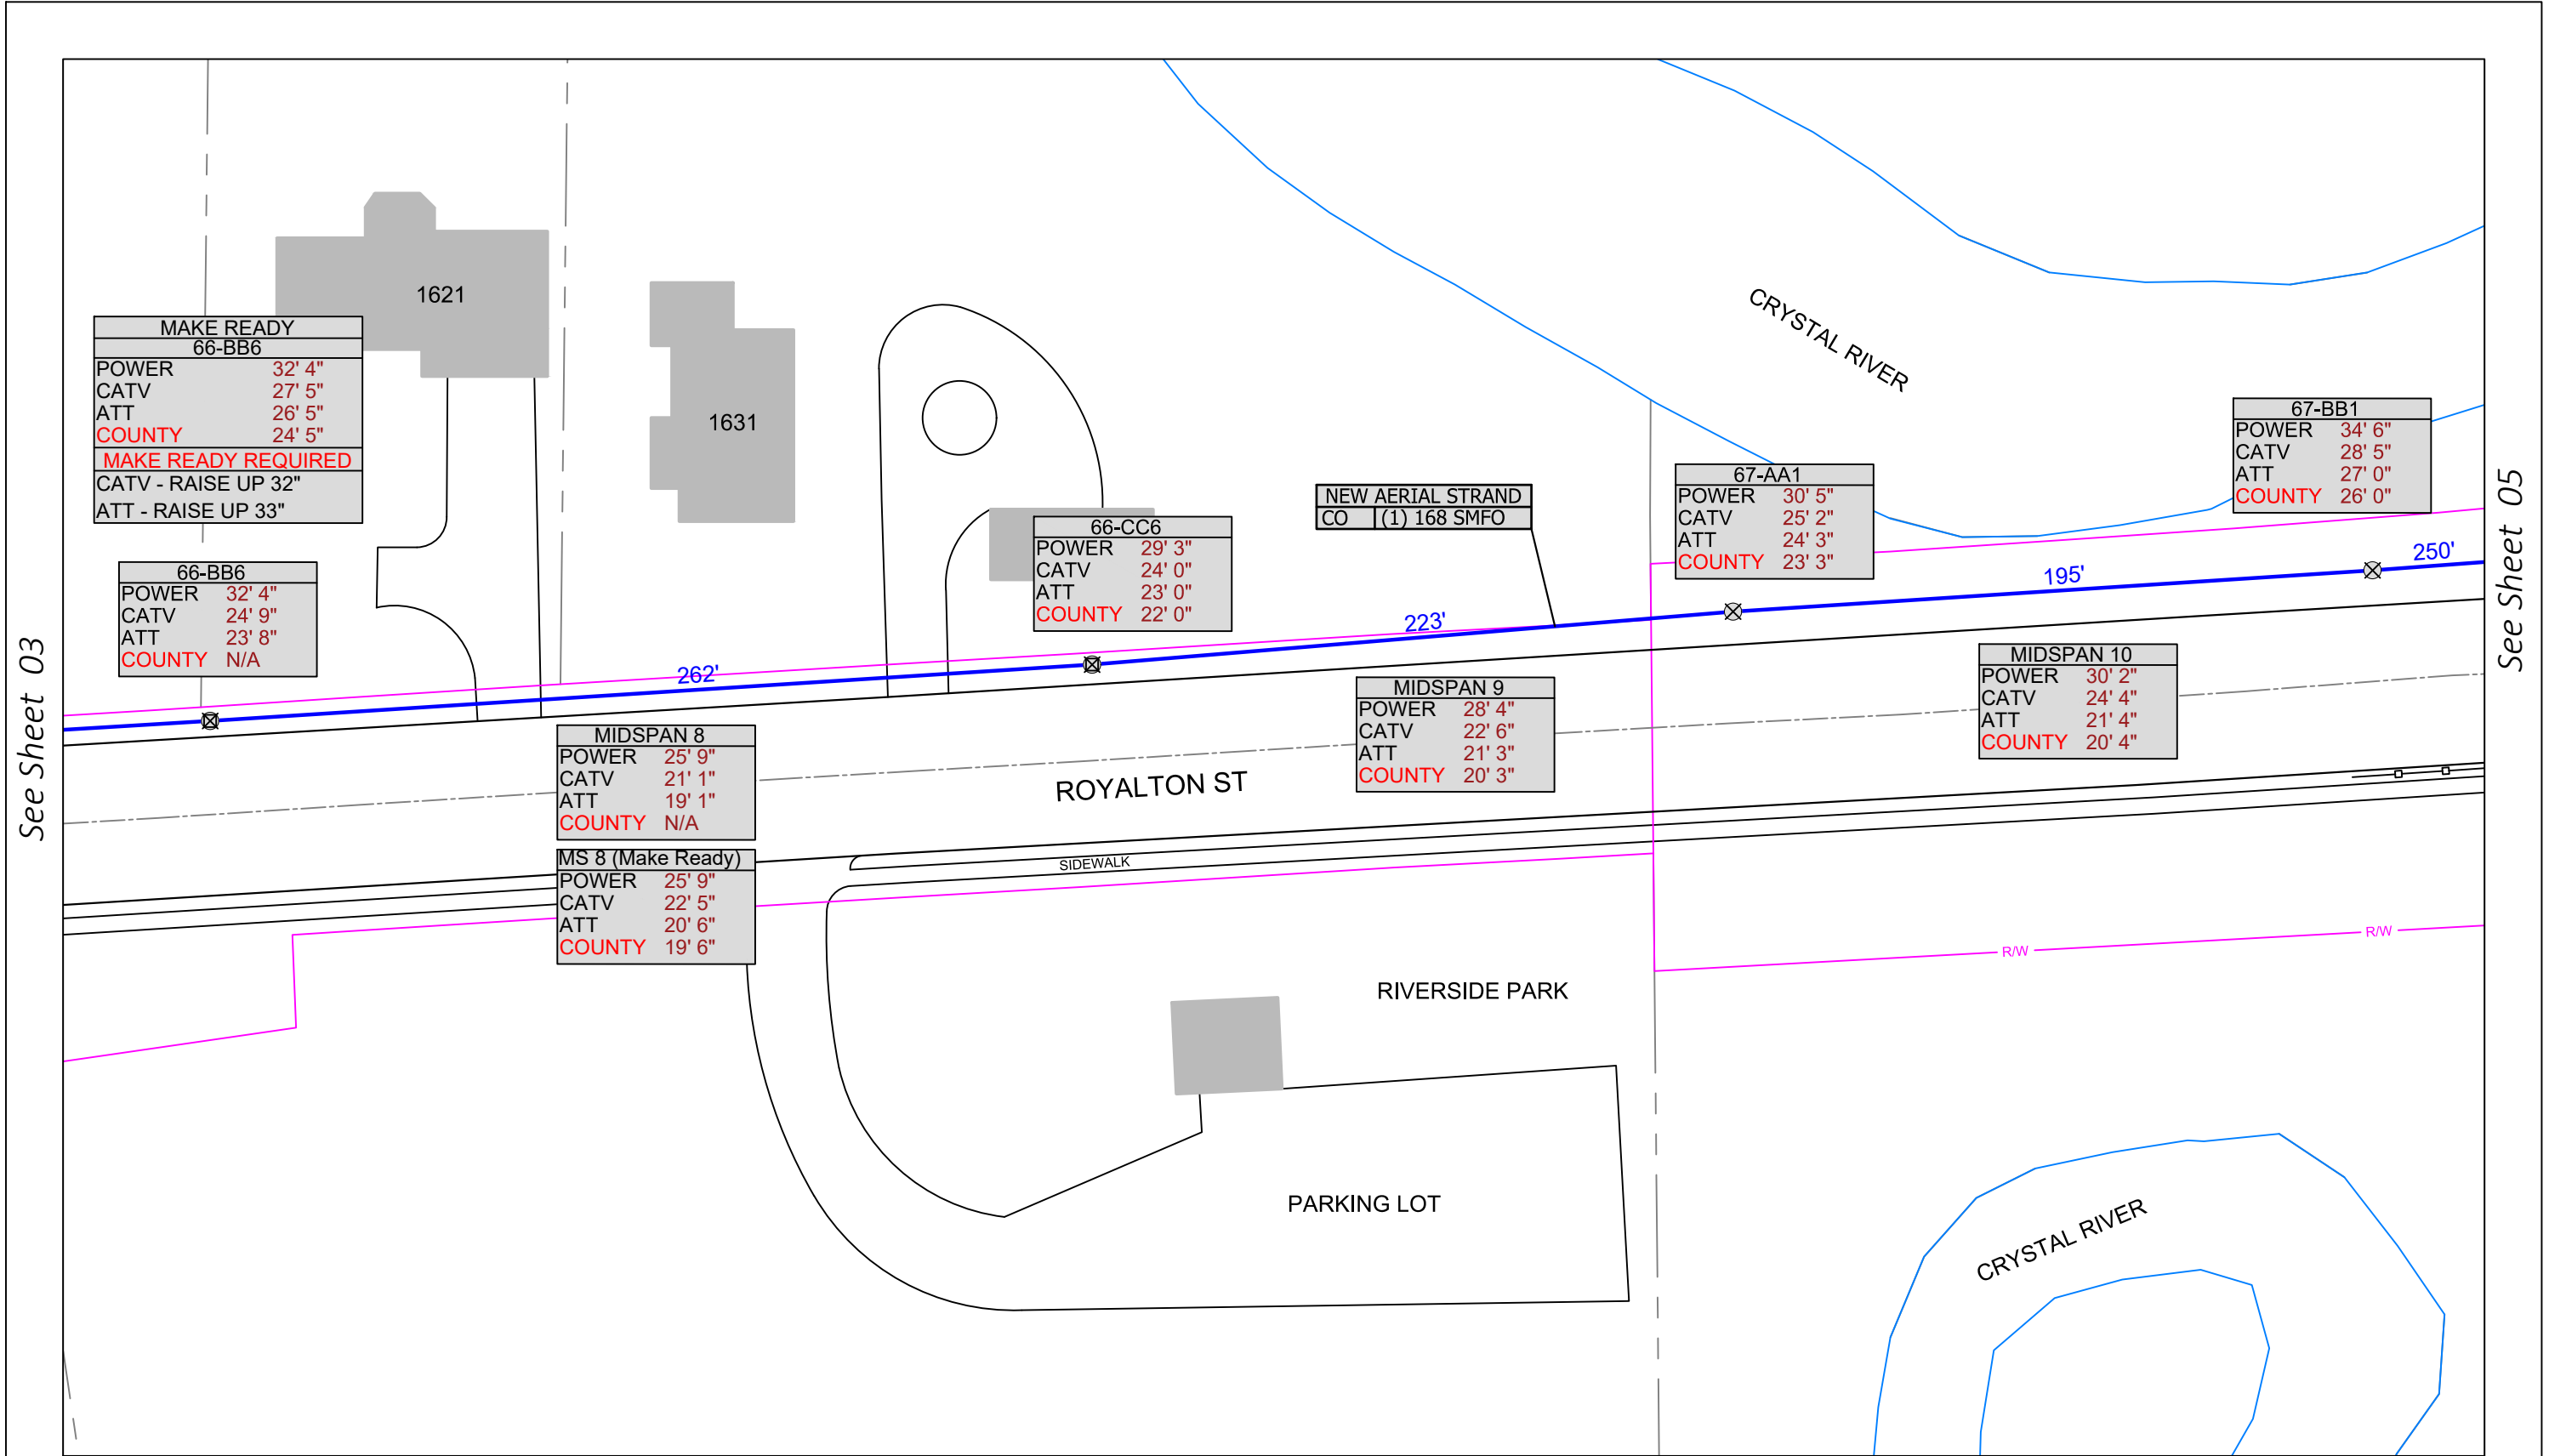 1621
MAKE READY
66-BB6
POWER 32' 4"
CATV 27' 5"
ATT 26' 5"
COUNTY 24' 5"
MAKE READY REQUIRED
CATV - RAISE UP 32"
ATT - RAISE UP 33"
1631
CRYSTAL RIVER
67-BB1
POWER 34' 6"
CATV 28' 5"
ATT 27' 0"
COUNTY 26' 0"
67-AA1
POWER 30' 5"
CATV 25' 2"
ATT 24' 3"
COUNTY 23' 3"
NEW AERIAL STRAND
CO (1) 168 SMFO
66-CC6
POWER 29' 3"
CATV 24' 0"
ATT 23' 0"
COUNTY 22' 0"
66-BB6
POWER 32' 4"
CATV 24' 9"
ATT 23' 8"
COUNTY N/A
See Sheet 03
262'
223'
195'
250'
See Sheet 05
MIDSPAN 8
POWER 25' 9"
CATV 21' 1"
ATT 19' 1"
COUNTY N/A
MS 8 (Make Ready)
POWER 25' 9"
CATV 22' 5"
ATT 20' 6"
COUNTY 19' 6"
ROYALTON ST
MIDSPAN 9
POWER 28' 4"
CATV 22' 6"
ATT 21' 3"
COUNTY 20' 3"
MIDSPAN 10
POWER 30' 2"
CATV 24' 4"
ATT 21' 4"
COUNTY 20' 4"
SIDEWALK
R/W
R/W
RIVERSIDE PARK
PARKING LOT
CRYSTAL RIVER